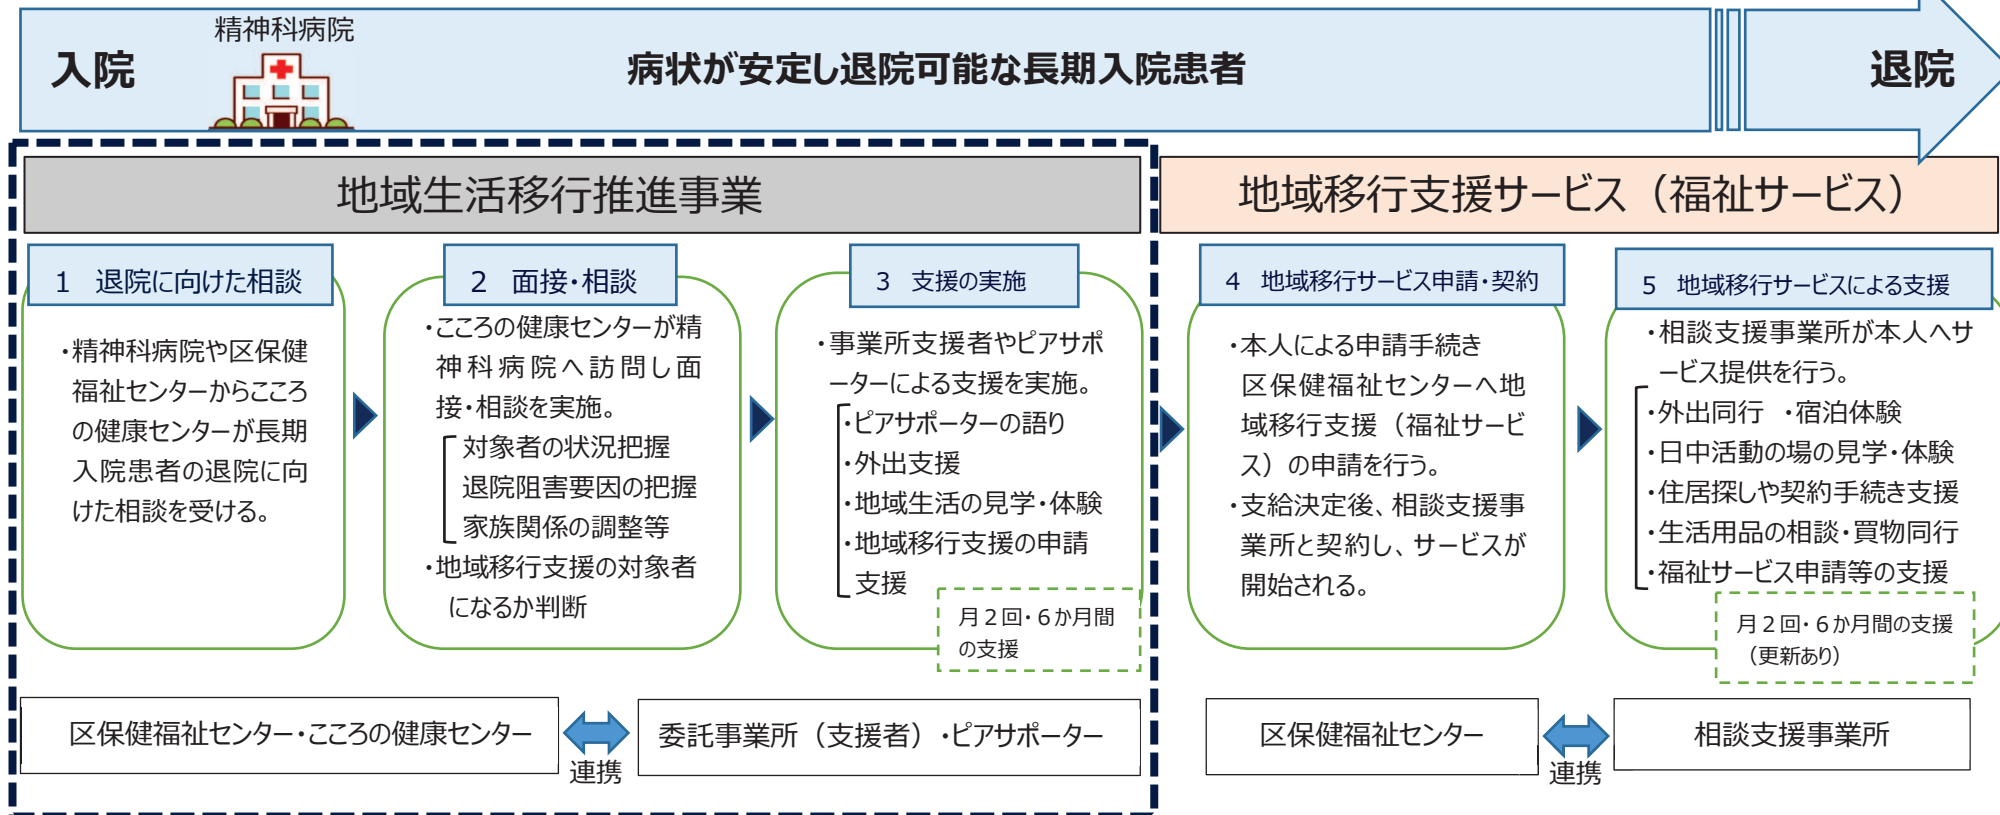 精神科病院
入院
病状が安定し退院可能な長期入院患者
退院
地域生活移行推進事業
地域移行支援サービス（福祉サービス）
1 退院に向けた相談
・精神科病院や区保健
福祉センターからこころ
の健康センターが長期
入院患者の退院に向
けた相談を受ける。
2 面接・相談
・こころの健康センターが精
神科病院へ訪問し面
接・相談を実施。
対象者の状況把握
退院阻害要因の把握
家族関係の調整等
・地域移行支援の対象者
になるか判断
3 支援の実施
・事業所支援者やピアサポ
ーターによる支援を実施。
・ピアサポーターの語り
・外出支援
・地域生活の見学・体験
・地域移行支援の申請
支援
月２回・６か月間
の支援
4 地域移行サービス申請・契約
・本人による申請手続き
区保健福祉センターへ地
域移行支援（福祉サービ
ス）の申請を行う。
・支給決定後、相談支援事
業所と契約し、サービスが
開始される。
5 地域移行サービスによる支援
・相談支援事業所が本人へサ
ービス提供を行う。
・外出同行 ・宿泊体験
・日中活動の場の見学・体験
・住居探しや契約手続き支援
・生活用品の相談・買物同行
・福祉サービス申請等の支援
月２回・６か月間の支援
（更新あり）
区保健福祉センター・こころの健康センター
連携
委託事業所（支援者）・ピアサポーター
区保健福祉センター
連携
相談支援事業所